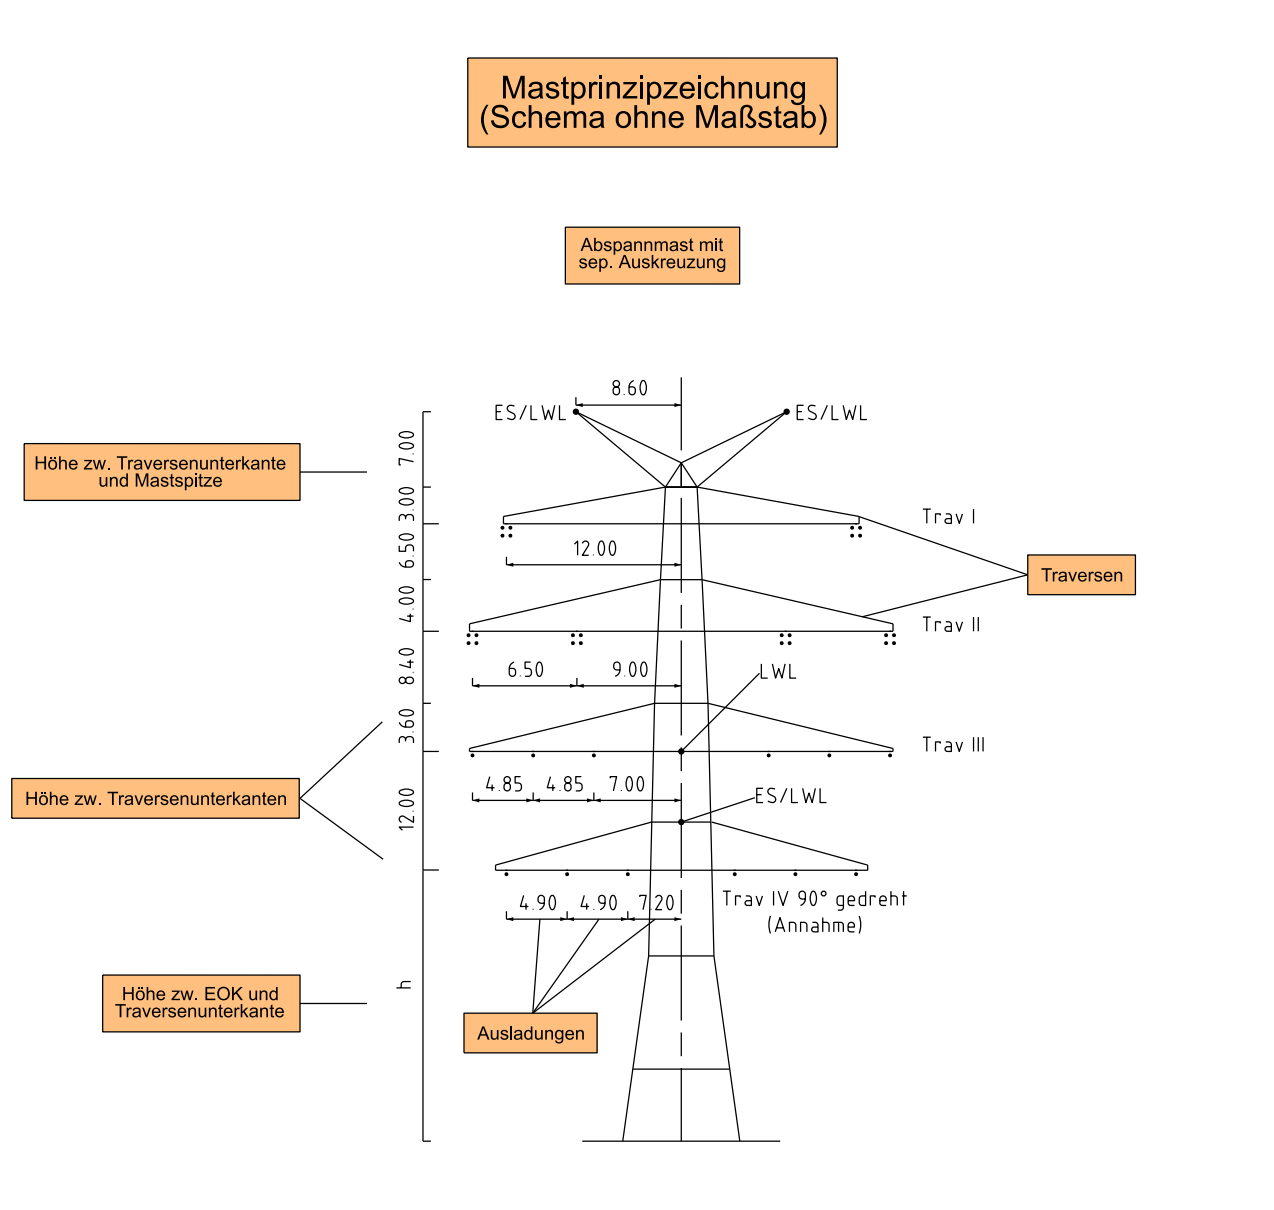 Mastprinzipzeichnung
(Schema ohne Maßstab)
Abspannmast mit
sep. Auskreuzung
8.60
ES/LWL
ES/LWL
7.00
Höhe zw. Traversenunterkante
und Mastspitze
3.00
Trav I
6.50
12.00
Traversen
4.00
Trav II
8.40
6.50
9.00
LWL
3.60
Trav III
4.85
4.85
7.00
Höhe zw. Traversenunterkanten
12.00
ES/LWL
4.90
4.90
7.20
Trav IV 90° gedreht
(Annahme)
h
Höhe zw. EOK und
Traversenunterkante
Ausladungen